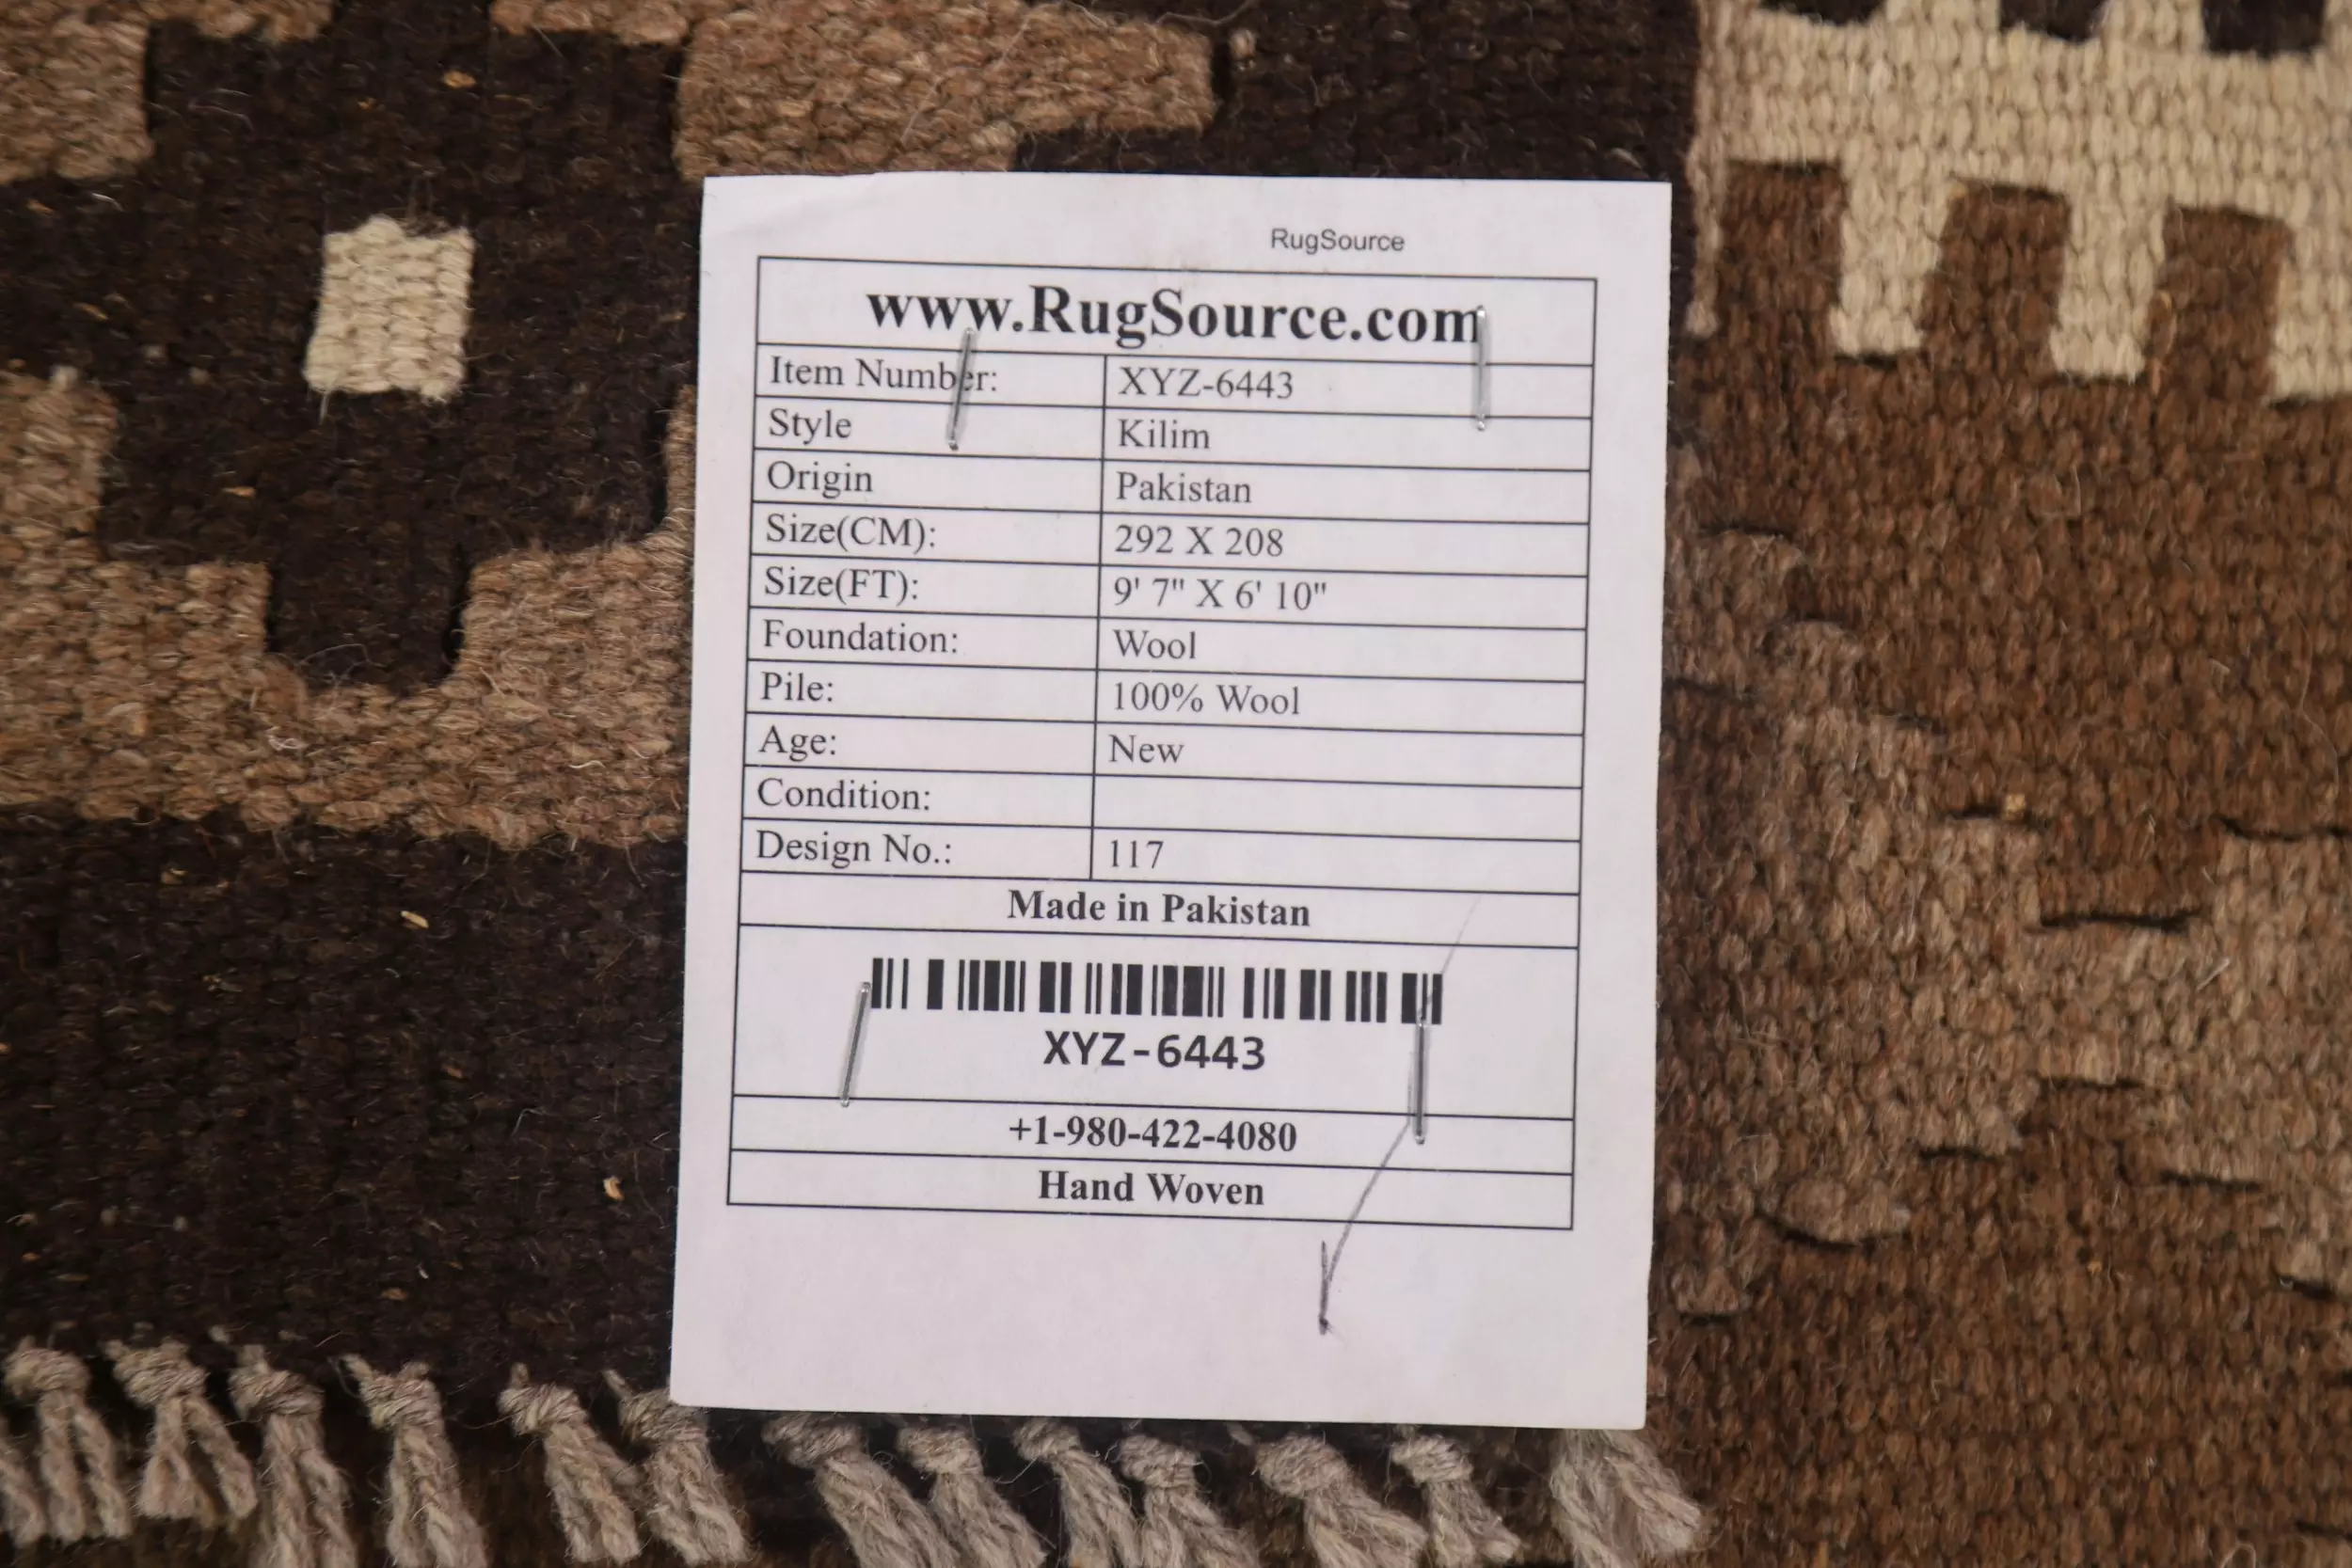 RugSource
www.RugSource.com
Item Number: XYZ-6443
Style Kilim
Origin Pakistan
Size(CM): 292 X 208
Size(FT): 9' 7" X 6' 10"
Foundation: Wool
Pile: 100% Wool
Age: New
Condition:
Design No.: 117
Made in Pakistan
XYZ-6443
+1-980-422-4080
Hand Woven